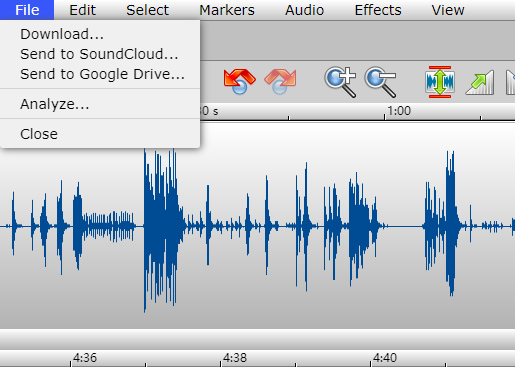 File Edit Select Markers Audio Effects View
Download...
Send to SoundCloud...
Send to Google Drive...
Analyze...
Close
30 s 1:00
4:36 4:38 4:40